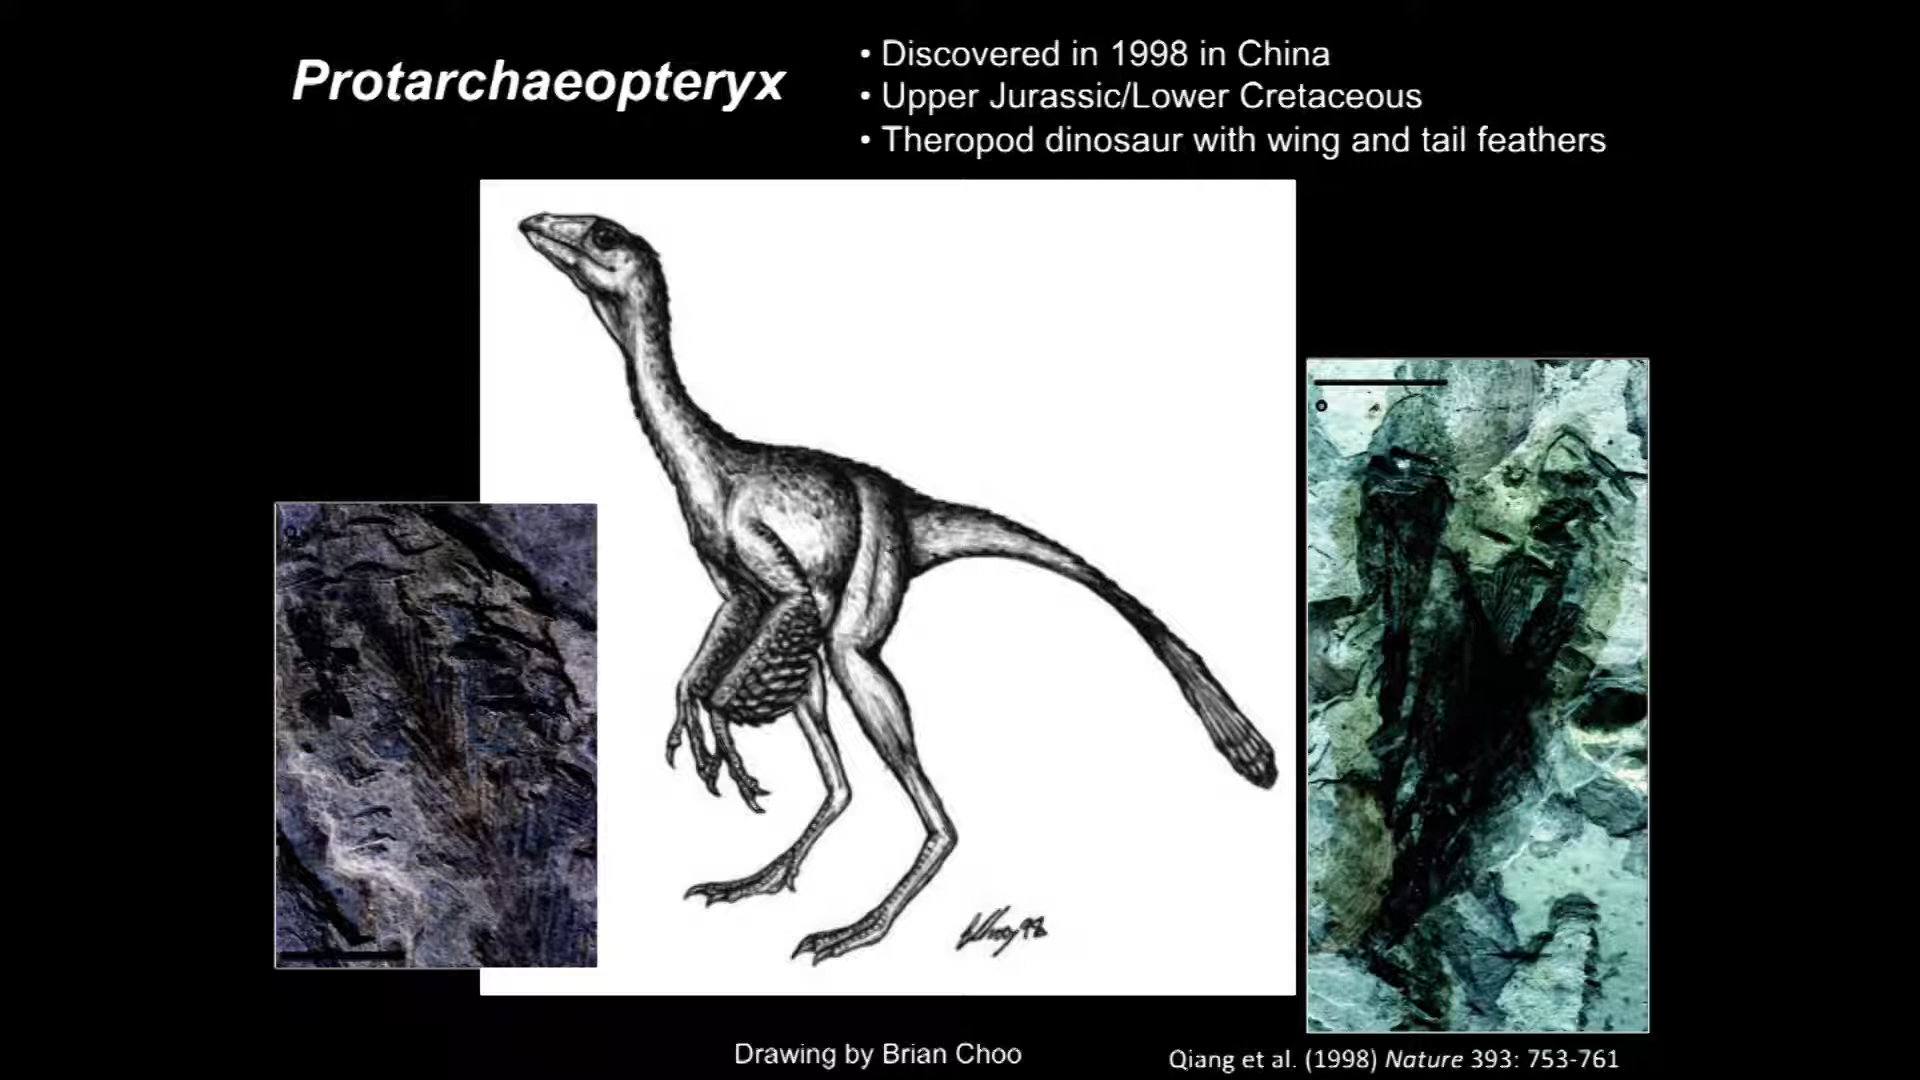 Protarchaeopteryx
• Discovered in 1998 in China
• Upper Jurassic/Lower Cretaceous
• Theropod dinosaur with wing and tail feathers
Drawing by Brian Choo
Qiang et al. (1998) Nature 393: 753-761